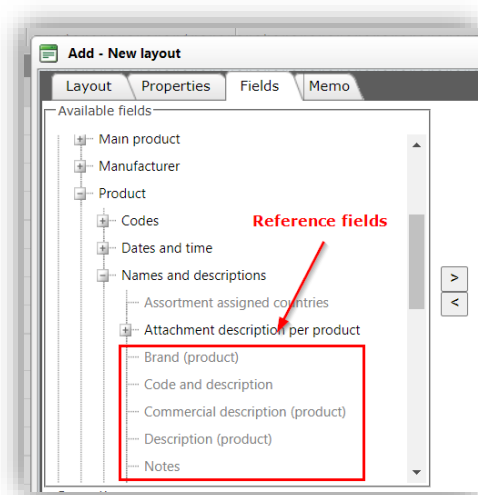 Add - New layout
Layout Properties Fields Memo
Available fields
Main product
Manufacturer
Product
Codes
Reference fields
Dates and time
Names and descriptions
>
<
Assortment assigned countries
Attachment description per product
Brand (product)
Code and description
Commercial description (product)
Description (product)
Notes